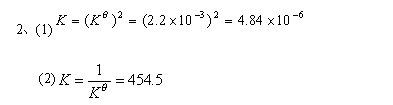 2、(1) K = (K^θ)² = (2.2 ×10⁻³)² = 4.84 ×10⁻⁶
(2) K = 1/K^θ = 454.5